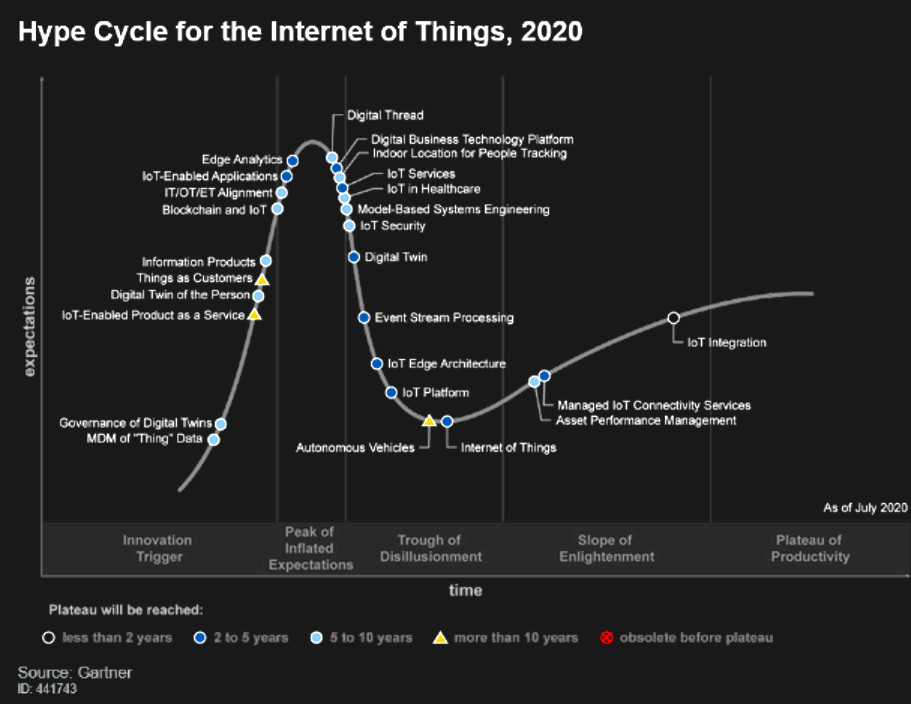 Hype Cycle for the Internet of Things, 2020
Digital Thread
Digital Business Technology Platform
Indoor Location for People Tracking
Edge Analytics
IoT-Enabled Applications
IoT Services
IT/OT/ET Alignment
IoT in Healthcare
Blockchain and IoT
Model-Based Systems Engineering
IoT Security
Information Products
Digital Twin
Things as Customers
Digital Twin of the Person
IoT-Enabled Product as a Service
Event Stream Processing
expectations
IoT Integration
IoT Edge Architecture
IoT Platform
Managed IoT Connectivity Services
Asset Performance Management
Governance of Digital Twins
MDM of "Thing" Data
Autonomous Vehicles
Internet of Things
As of July 2020
Innovation
Trigger
Peak of
Inflated
Expectations
Trough of
Disillusionment
Slope of
Enlightenment
Plateau of
Productivity
time
Plateau will be reached:
less than 2 years
2 to 5 years
5 to 10 years
more than 10 years
obsolete before plateau
Source: Gartner
ID: 441743